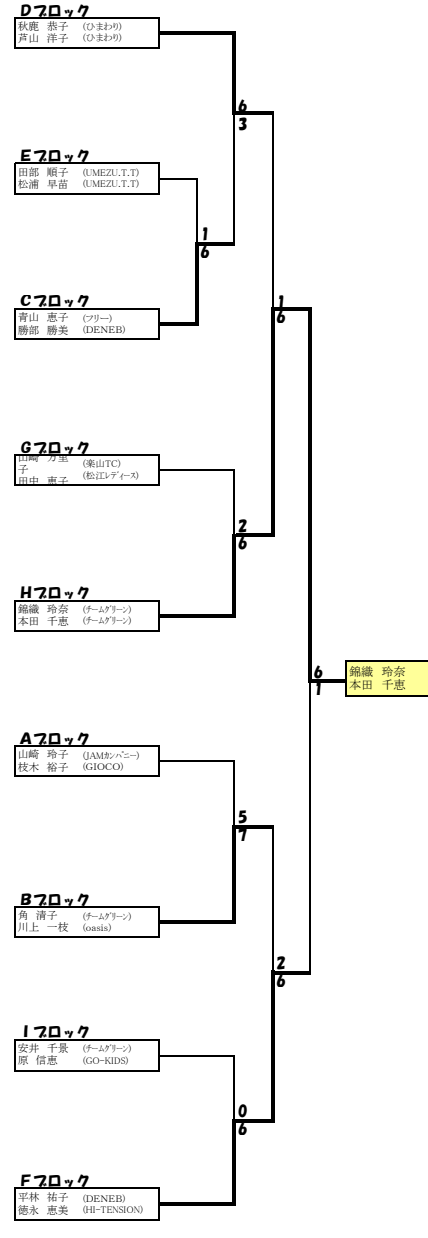 Dブロック
秋鹿 恭子 (ひまわり)
芦山 洋子 (ひまわり)
6
3
Eブロック
田部 順子 (UMEZU.T.T)
松浦 早苗 (UMEZU.T.T)
1
6
Cブロック
青山 恵子 (フリー)
勝部 勝美 (DENEB)
1
6
Gブロック
山崎 万里子 (楽山TC)
田中 恵子 (松江レディース)
2
6
Hブロック
錦織 玲奈 (チームグリーン)
本田 千恵 (チームグリーン)
6
1
錦織 玲奈
本田 千恵
Aブロック
山崎 玲子 (JAMカンパニー)
枝木 裕子 (GIOCO)
5
7
Bブロック
角 清子 (チームグリーン)
川上 一枝 (oasis)
2
6
Iブロック
安井 千景 (チームグリーン)
原 信恵 (GO-KIDS)
0
6
Fブロック
平林 祐子 (DENEB)
徳永 恵美 (HI-TENSION)